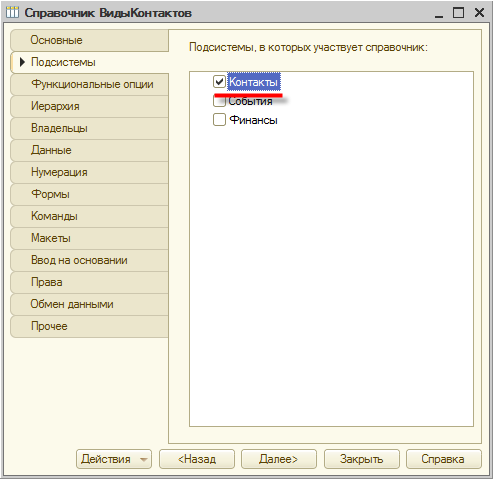 Справочник ВидыКонтактов
Основные
Подсистемы
Функциональные опции
Иерархия
Владельцы
Данные
Нумерация
Формы
Команды
Макеты
Ввод на основании
Права
Обмен данными
Прочее
Подсистемы, в которых участвует справочник:
Контакты
События
Финансы
Действия
<Назад
Далее>
Закрыть
Справка